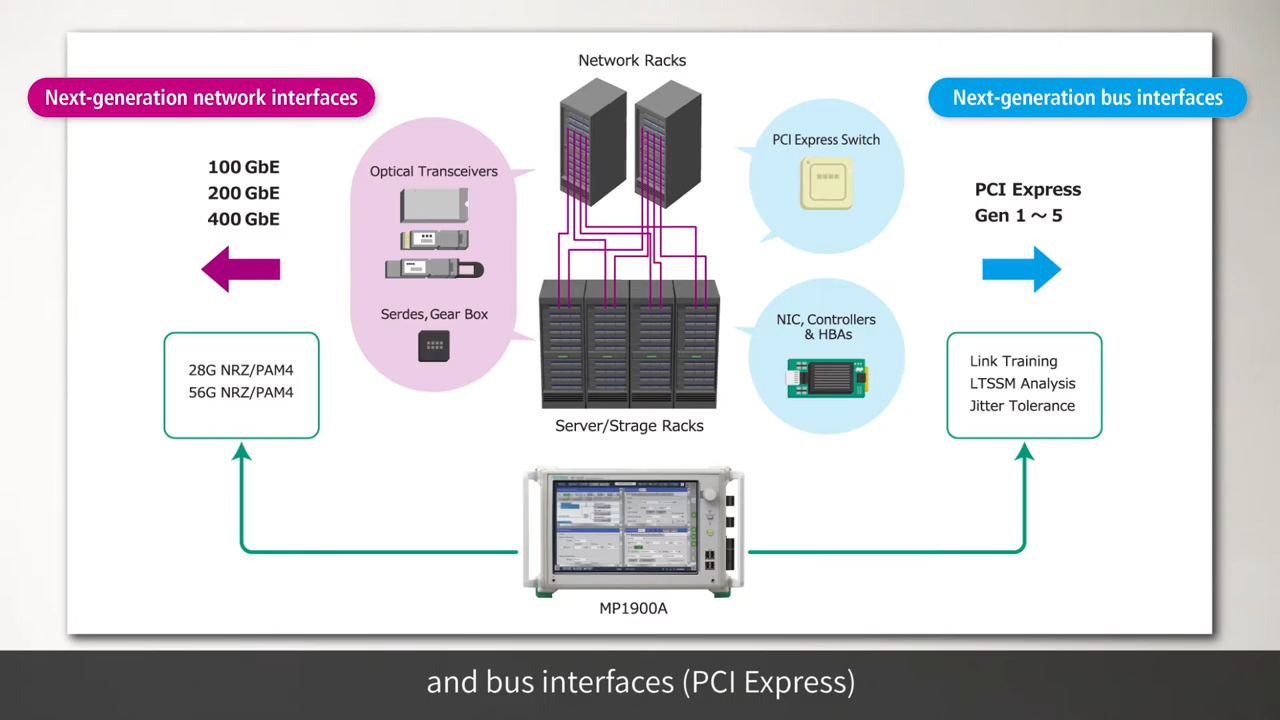 Network Racks
Next-generation network interfaces
Next-generation bus interfaces
100 GbE
200 GbE
400 GbE
Optical Transceivers
Serdes, Gear Box
PCI Express Switch
NIC, Controllers
& HBAs
PCI Express
Gen 1～5
28G NRZ/PAM4
56G NRZ/PAM4
Link Training
LTSSM Analysis
Jitter Tolerance
Server/Strage Racks
MP1900A
and bus interfaces (PCI Express)